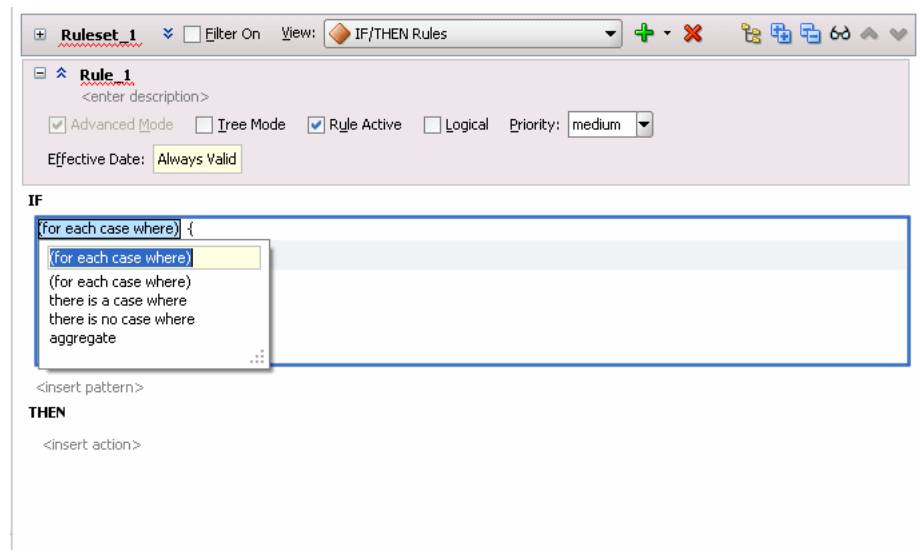 Ruleset_1 Filter On View: IF/THEN Rules
Rule_1
<enter description>
Advanced Mode Tree Mode Rule Active Logical Priority: medium
Effective Date: Always Valid
IF
(for each case where) {
(for each case where)
(for each case where)
there is a case where
there is no case where
aggregate
<insert pattern>
THEN
<insert action>